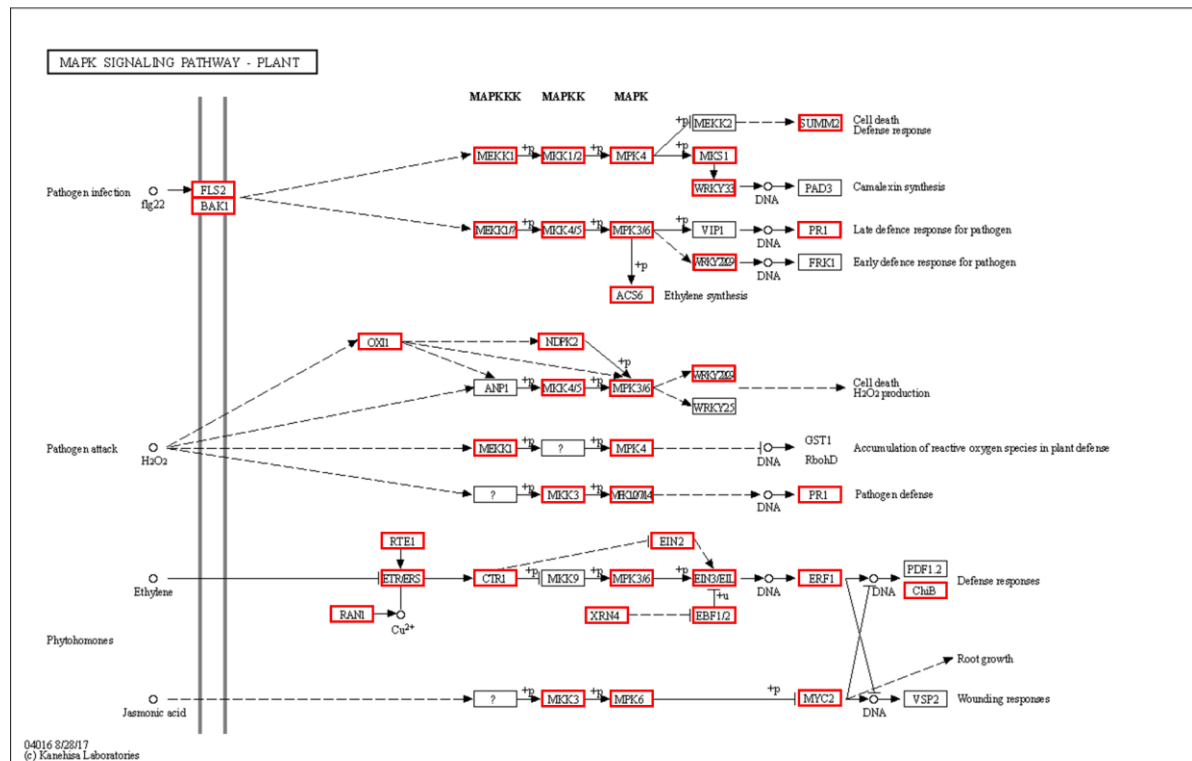 MAPK SIGNALING PATHWAY - PLANT
MAPKKK MAPKK MAPK
+p MEKK2 SUMM2 Cell death
Defense response
MEKK1 +p MKK1/2 +p MPK4 +p MKS1
Pathogen infection flg22 FLS2
BAK1
WRKY33 DNA PAD3 Camalexin synthesis
MEKK1/? +p MKK4/5 +p MPK3/6 +p VIP1 DNA PR1 Late defence response for pathogen
DNA FRK1 Early defence response for pathogen
+p
ACS6 Ethylene synthesis
OXI1 NDPK2
+p
ANP1 +p MKK4/5 +p MPK3/6
WRKY25
Cell death
H2O2 production
Pathogen attack H2O2 MEKK1 +p ? +p MPK4 DNA GST1
RbohD
Accumulation of reactive oxygen species in plant defense
? +p MKK3 +p DNA PR1 Pathogen defense
RTE1 EIN2
Ethylene ETR/ERS CTR1 +p MKK9 +p MPK3/6 +p EIN3/EIL DNA ERF1 DNA PDF1.2
ChiB
Defense responses
+u
RAN1 Cu2+ XRN4 EBF1/2
Phytohomones
Root growth
Jasmonic acid ? +p MKK3 +p MPK6 +p MYC2 DNA VSP2 Wounding responses
04016 8/28/17
(c) Kanehisa Laboratories